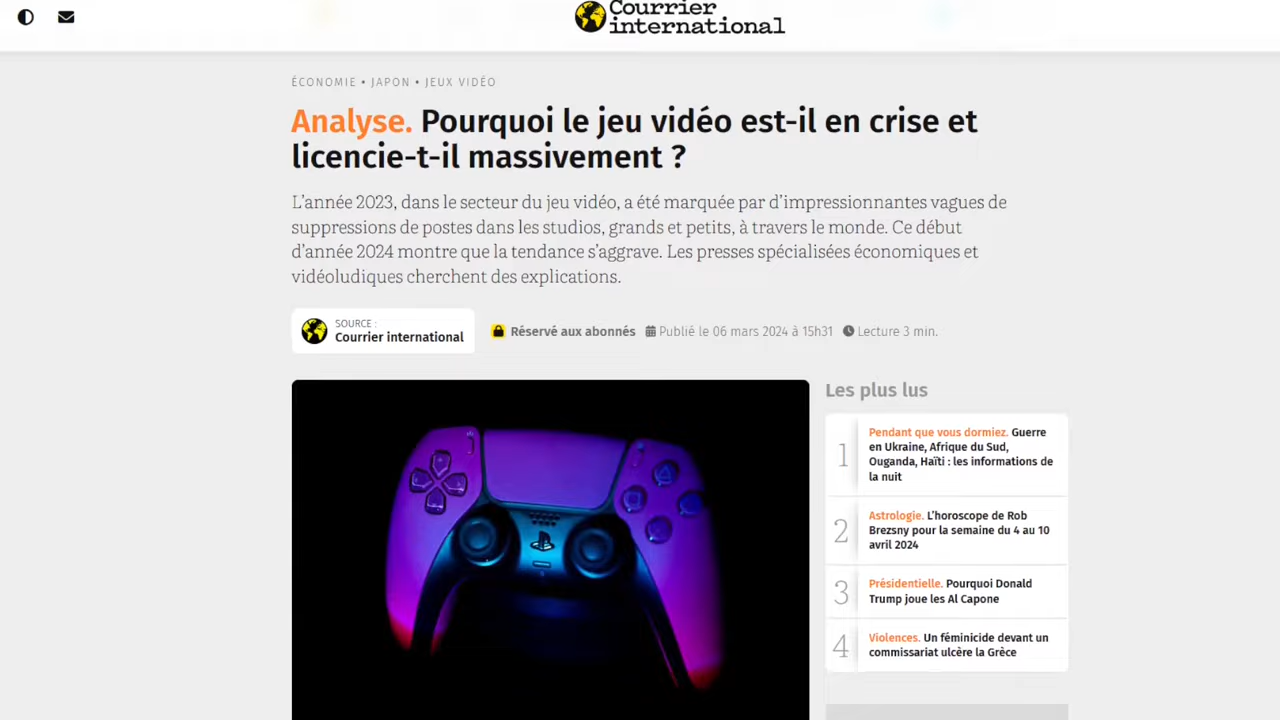 Courrier
international
ÉCONOMIE • JAPON • JEUX VIDÉO
Analyse. Pourquoi le jeu vidéo est-il en crise et
licencie-t-il massivement ?
L’année 2023, dans le secteur du jeu vidéo, a été marquée par d’impressionnantes vagues de
suppressions de postes dans les studios, grands et petits, à travers le monde. Ce début
d’année 2024 montre que la tendance s’aggrave. Les presses spécialisées économiques et
vidéoludiques cherchent des explications.
SOURCE :
Courrier international
Réservé aux abonnés
Publié le 06 mars 2024 à 15h31
Lecture 3 min.
Les plus lus
1
Pendant que vous dormiez. Guerre
en Ukraine, Afrique du Sud,
Ouganda, Haïti : les informations de
la nuit
2
Astrologie. L’horoscope de Rob
Brezsny pour la semaine du 4 au 10
avril 2024
3
Présidentielle. Pourquoi Donald
Trump joue les Al Capone
4
Violences. Un féminicide devant un
commissariat ulcère la Grèce